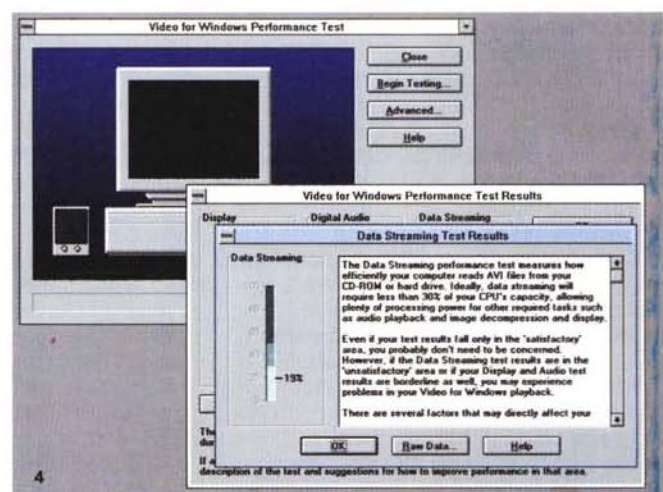 Video for Windows Performance Test
Close
Begin Testing...
Advanced...
Help
Video for Windows Performance Test Results
Display Digital Audio Data Streaming
Data Streaming Test Results
Data Streaming
The Data Streaming performance test measures how
efficiently your computer reads AVI files from your
CD-ROM or hard drive. Ideally, data streaming will
require less than 30% of your CPU's capacity, allowing
plenty of processing power for other required tasks such
as audio playback and image decompression and display.
Even if your test results fall only in the 'satisfactory'
area, you probably don't need to be concerned.
However, if the Data Streaming test results are in the
'unsatisfactory' area or if your Display and Audio test
results are borderline as well, you may experience
problems in your Video for Windows playback.
There are several factors that may directly affect your
19%
OK
Raw Data...
Help
The
If a
description of the test and suggestions for how to improve performance in that area.
4